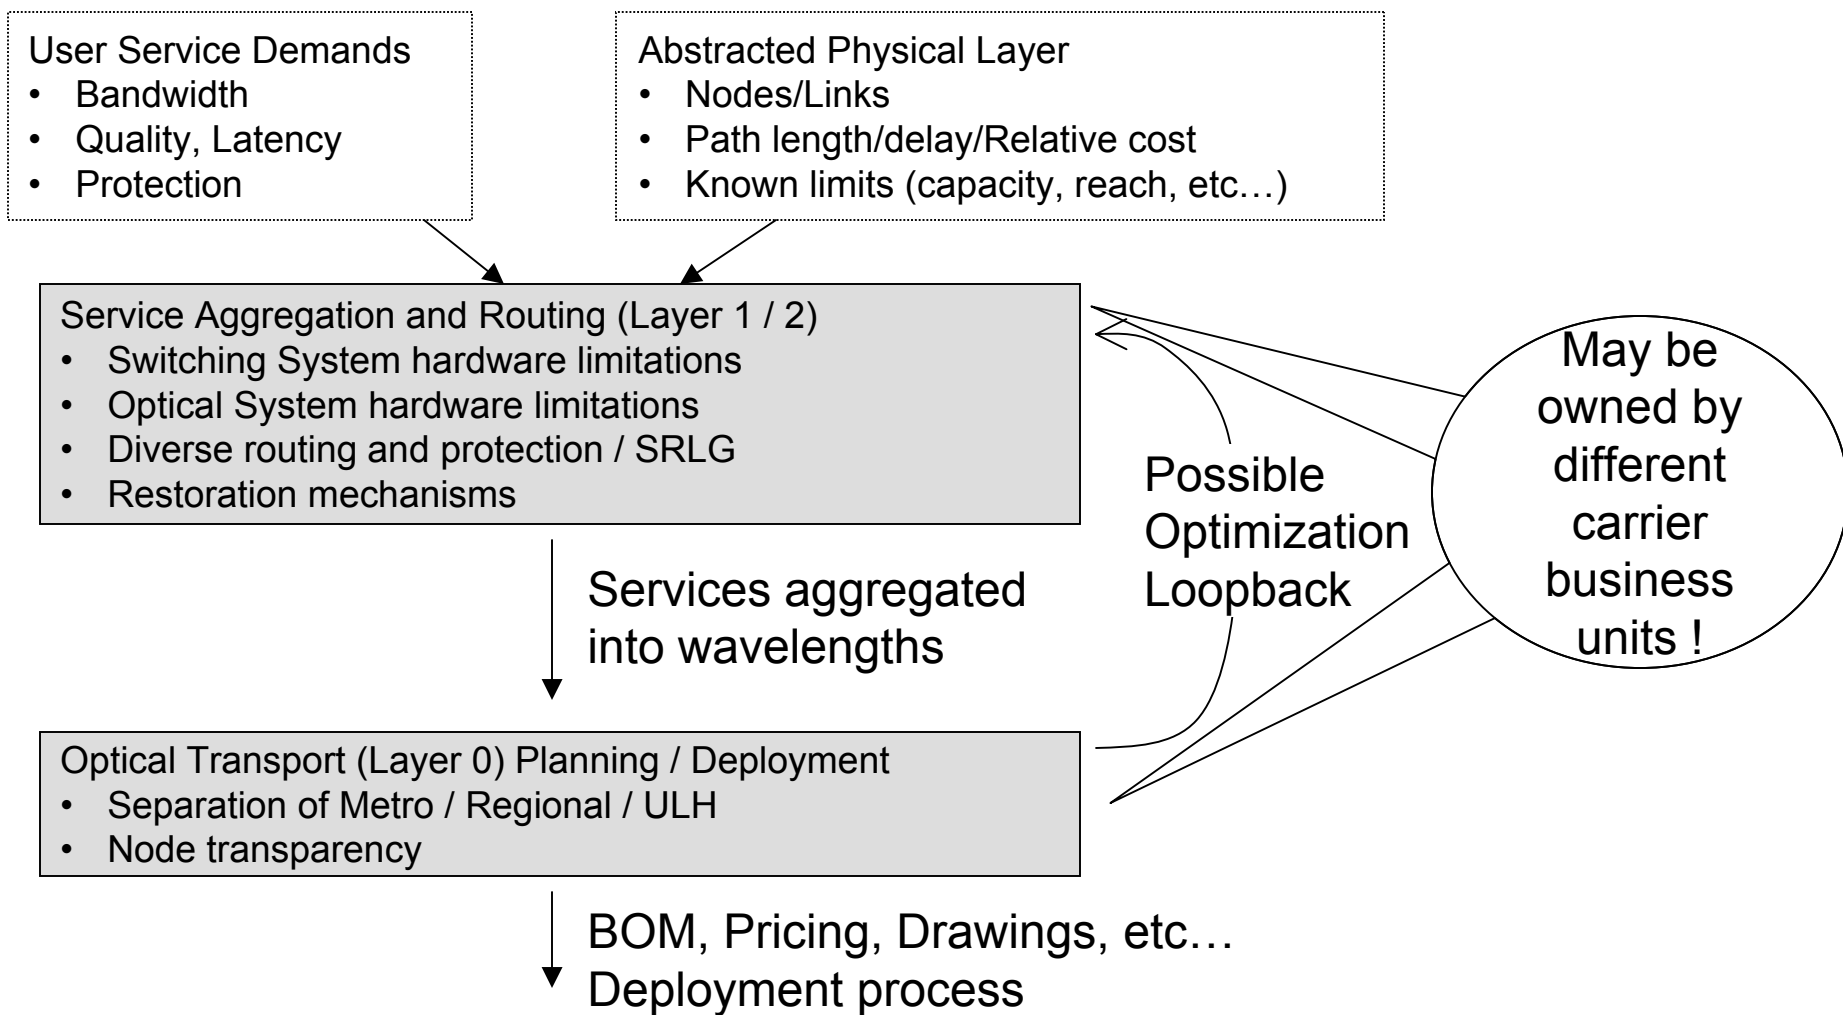 User Service Demands
• Bandwidth
• Quality, Latency
• Protection
Abstracted Physical Layer
• Nodes/Links
• Path length/delay/Relative cost
• Known limits (capacity, reach, etc…)
Service Aggregation and Routing (Layer 1 / 2)
• Switching System hardware limitations
• Optical System hardware limitations
• Diverse routing and protection / SRLG
• Restoration mechanisms
Services aggregated
into wavelengths
Possible
Optimization
Loopback
May be
owned by
different
carrier
business
units !
Optical Transport (Layer 0) Planning / Deployment
• Separation of Metro / Regional / ULH
• Node transparency
BOM, Pricing, Drawings, etc…
Deployment process